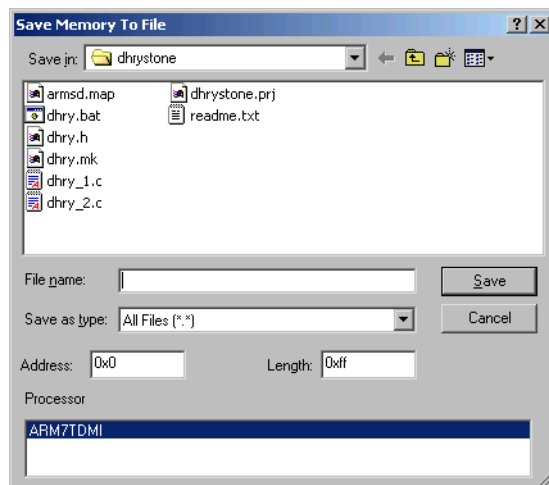 Save Memory To File
Save in: dhrystone
armsd.map dhrystone.prj
dhry.bat readme.txt
dhry.h
dhry.mk
dhry_1.c
dhry_2.c
File name: Save
Save as type: All Files (*.*) Cancel
Address: 0x0 Length: 0xff
Processor
ARM7TDMI